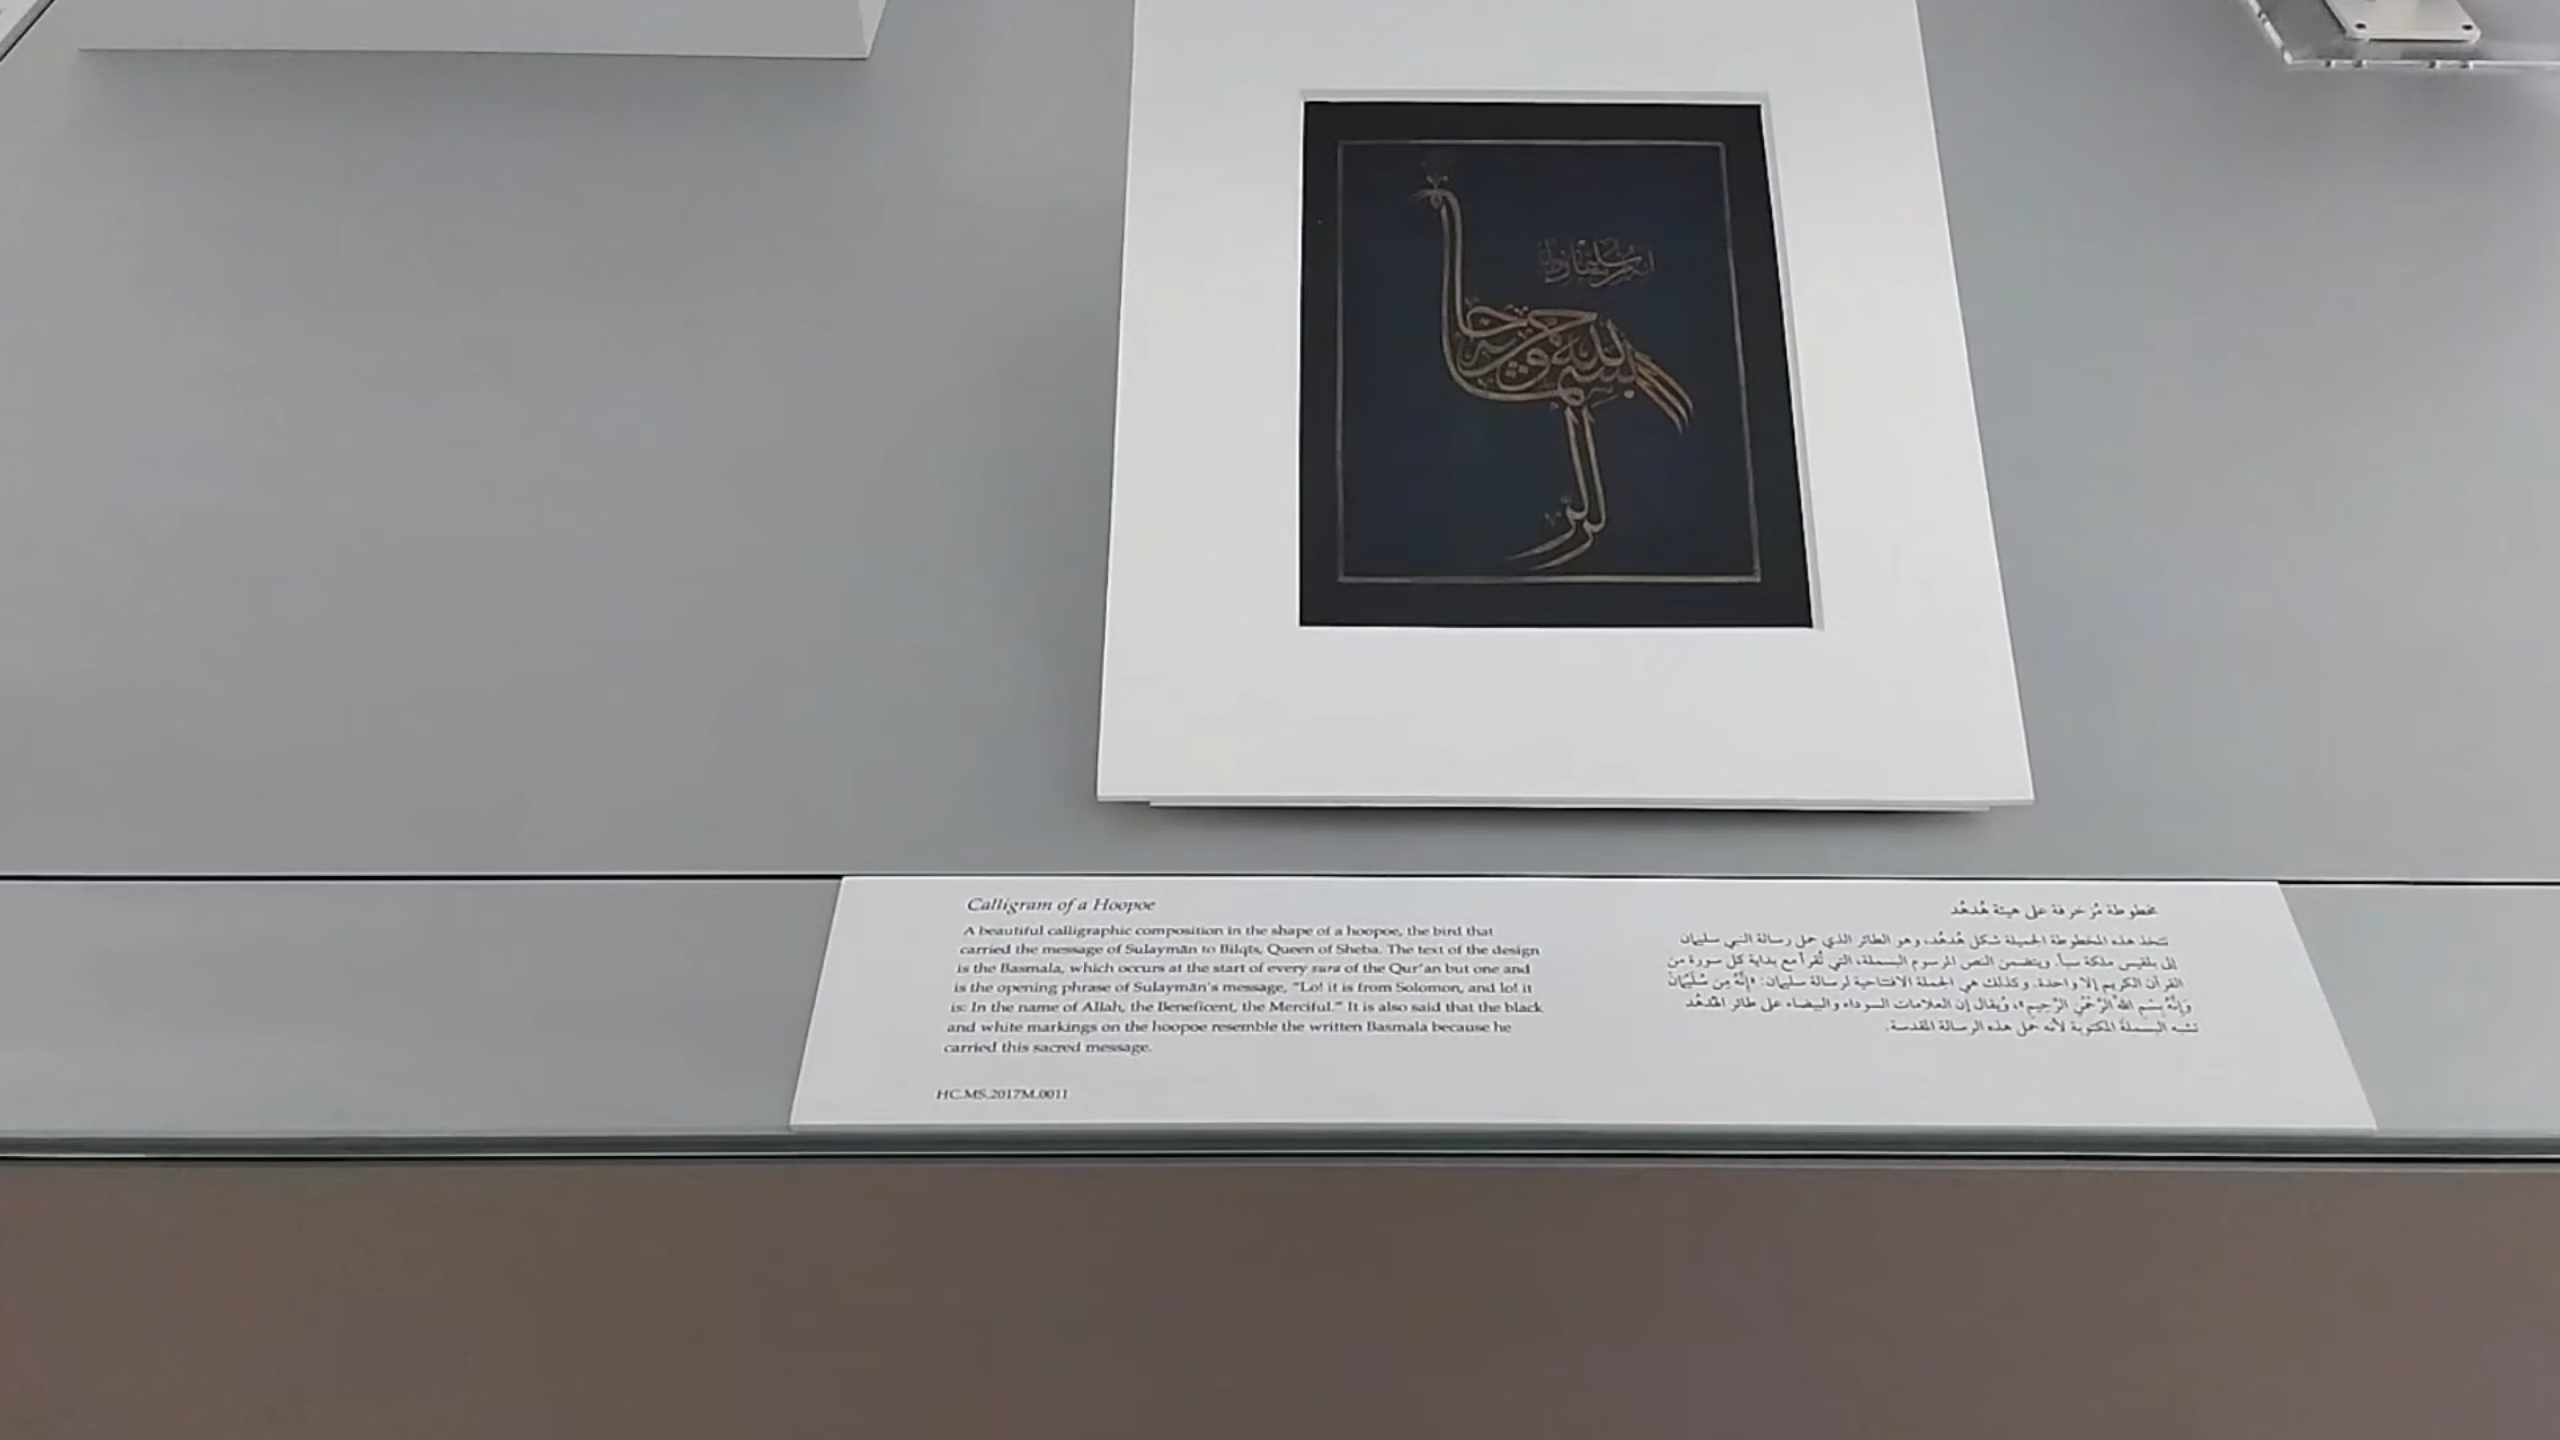 Calligram of a Hoopoe
A beautiful calligraphic composition in the shape of a hoopoe, the bird that
carried the message of Sulaymān to Bilqīs, Queen of Sheba. The text of the design
is the Basmala, which occurs at the start of every sura of the Qur'an but one and
is the opening phrase of Sulaymān's message, "Lo! it is from Solomon, and lo! it
is: In the name of Allah, the Beneficent, the Merciful." It is also said that the black
and white markings on the hoopoe resemble the written Basmala because he
carried this sacred message.
HC.MS.2017M.0011
مخطوطة مُزخرفة على هيئة هُدهُد
تتخذ هذه المخطوطة الجميلة شكل هُدهُد، وهو الطائر الذي حمل رسالة النبي سليمان
إلى بلقيس ملكة سبأ. ويتضمن النص المرسوم البسملة، التي تُقرأ مع بداية كل سورة من
القرآن الكريم إلا واحدة. وكذلك هي الجملة الافتتاحية لرسالة سليمان: «إِنَّهُ مِن سُلَيْمَانَ
وَإِنَّهُ بِسْمِ اللهِ الرَّحْمَٰنِ الرَّحِيمِ»، ويُقال إن العلامات السوداء والبيضاء على طائر الهُدهُد
تشبه البسملة المكتوبة لأنه حمل هذه الرسالة المقدسة.